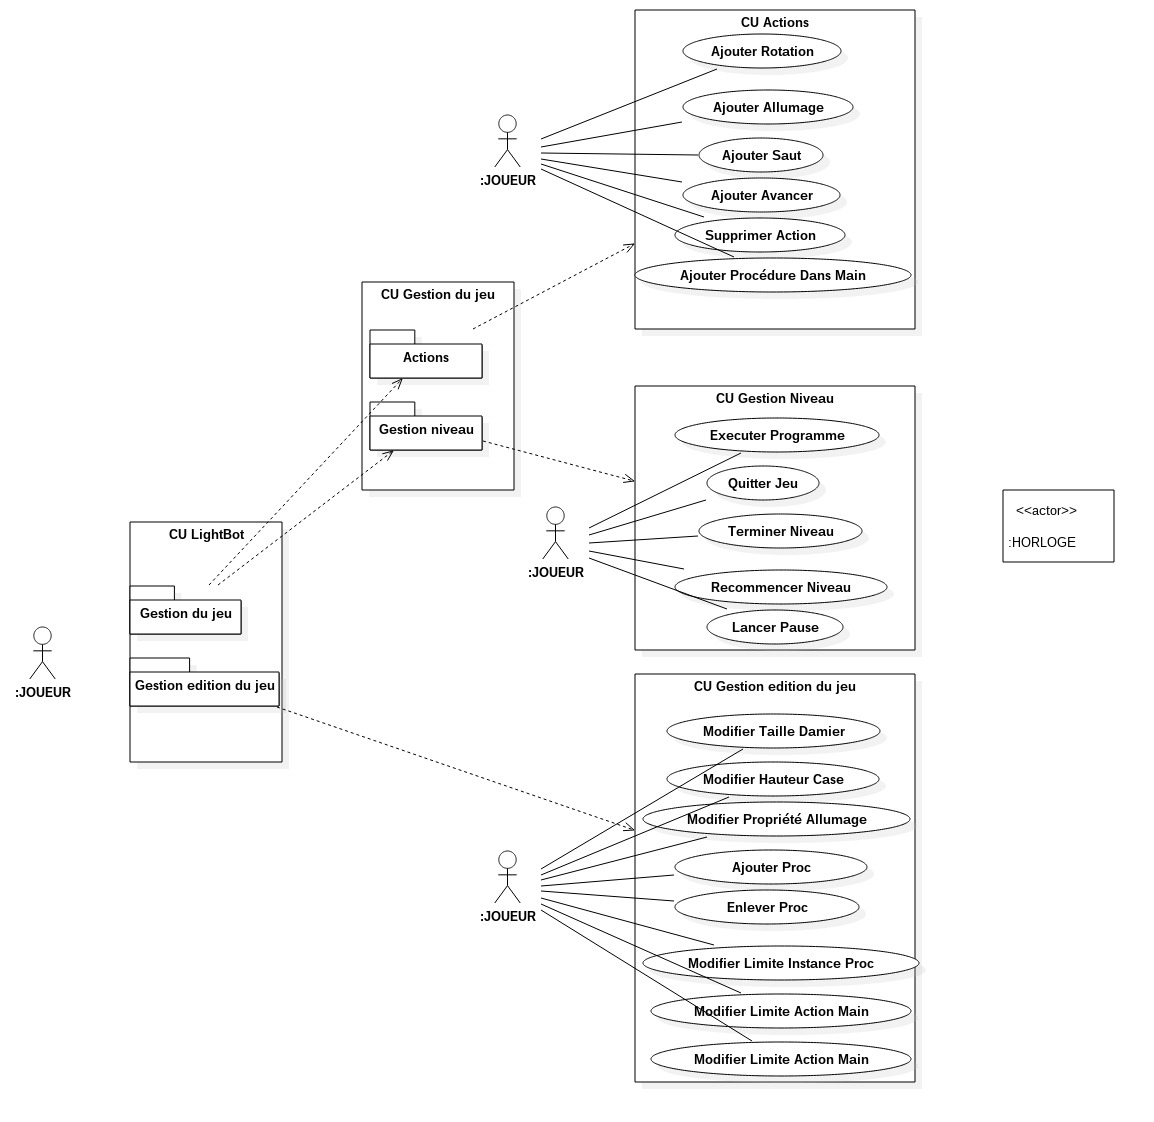 CU Actions
Ajouter Rotation
Ajouter Allumage
Ajouter Saut
Ajouter Avancer
Supprimer Action
Ajouter Procédure Dans Main
:JOUEUR
CU Gestion du jeu
Actions
Gestion niveau
CU Gestion Niveau
Executer Programme
Quitter Jeu
Terminer Niveau
Recommencer Niveau
Lancer Pause
:JOUEUR
<<actor>>
:HORLOGE
CU LightBot
Gestion du jeu
Gestion edition du jeu
:JOUEUR
CU Gestion edition du jeu
Modifier Taille Damier
Modifier Hauteur Case
Modifier Propriété Allumage
Ajouter Proc
Enlever Proc
Modifier Limite Instance Proc
Modifier Limite Action Main
Modifier Limite Action Main
:JOUEUR